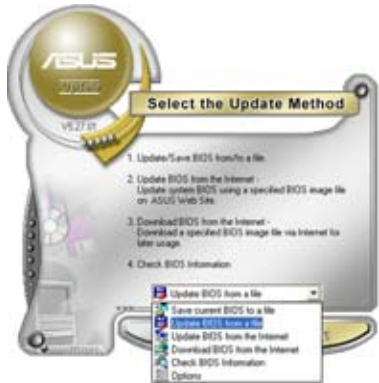 ASUS
Update
Select the Update Method
1. Update/Save BIOS from/to a file.
2. Update BIOS from the Internet -
Update system BIOS using a specified BIOS image file
on ASUS Web Site.
3. Download BIOS from the Internet -
Download a specified BIOS image file via Internet for
later usage.
4. Check BIOS Information
Update BIOS from a file
Save current BIOS to a file
Update BIOS from a file
Update BIOS from the Internet
Download BIOS from the Internet
Check BIOS Information
Options